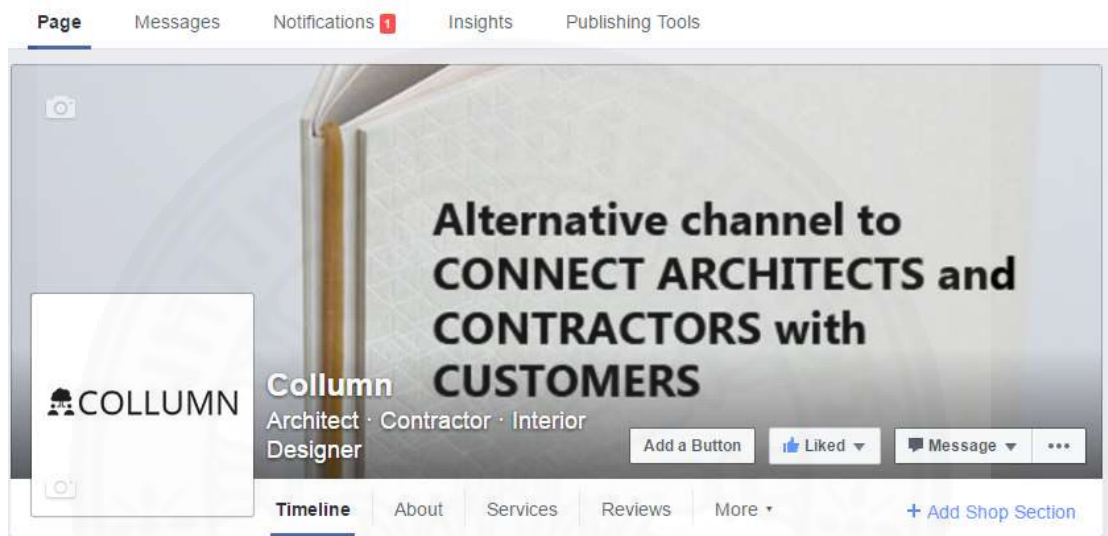 Page Messages Notifications 1 Insights Publishing Tools
Alternative channel to
CONNECT ARCHITECTS and
CONTRACTORS with
CUSTOMERS
COLLUMN
Collumn
Architect · Contractor · Interior
Designer
Add a Button Liked Message
Timeline About Services Reviews More + Add Shop Section